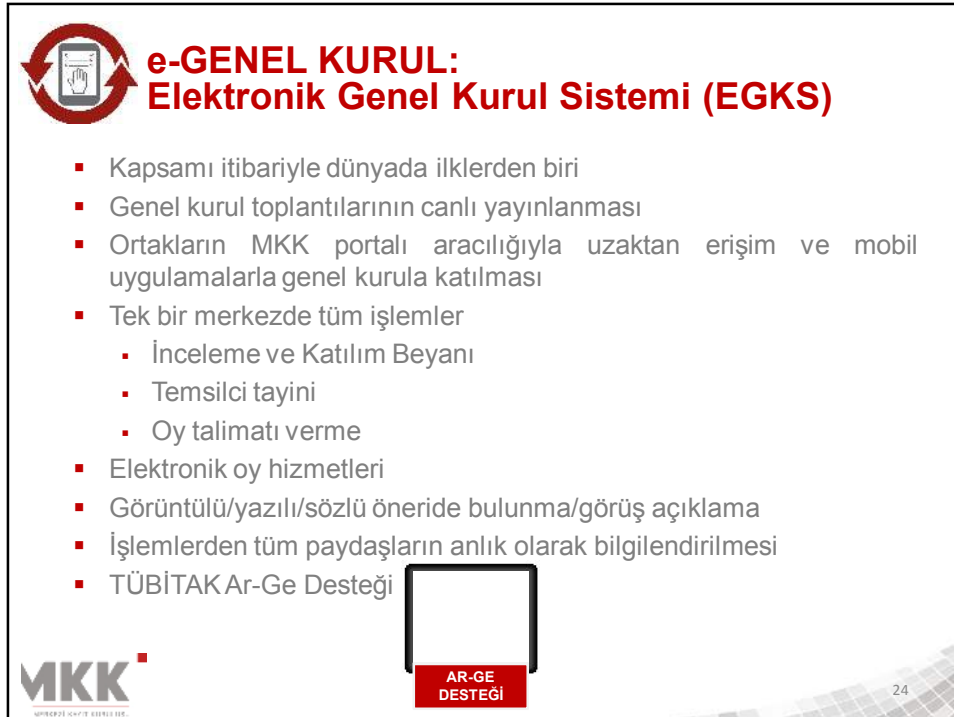 e-GENEL KURUL:
Elektronik Genel Kurul Sistemi (EGKS)
▪ Kapsamı itibariyle dünyada ilklerden biri
▪ Genel kurul toplantılarının canlı yayınlanması
▪ Ortakların MKK portalı aracılığıyla uzaktan erişim ve mobil
uygulamalarla genel kurula katılması
▪ Tek bir merkezde tüm işlemler
▪ İnceleme ve Katılım Beyanı
▪ Temsilci tayini
▪ Oy talimatı verme
▪ Elektronik oy hizmetleri
▪ Görüntülü/yazılı/sözlü öneride bulunma/görüş açıklama
▪ İşlemlerden tüm paydaşların anlık olarak bilgilendirilmesi
▪ TÜBİTAK Ar-Ge Desteği
MKK
AR-GE
DESTEĞİ
24